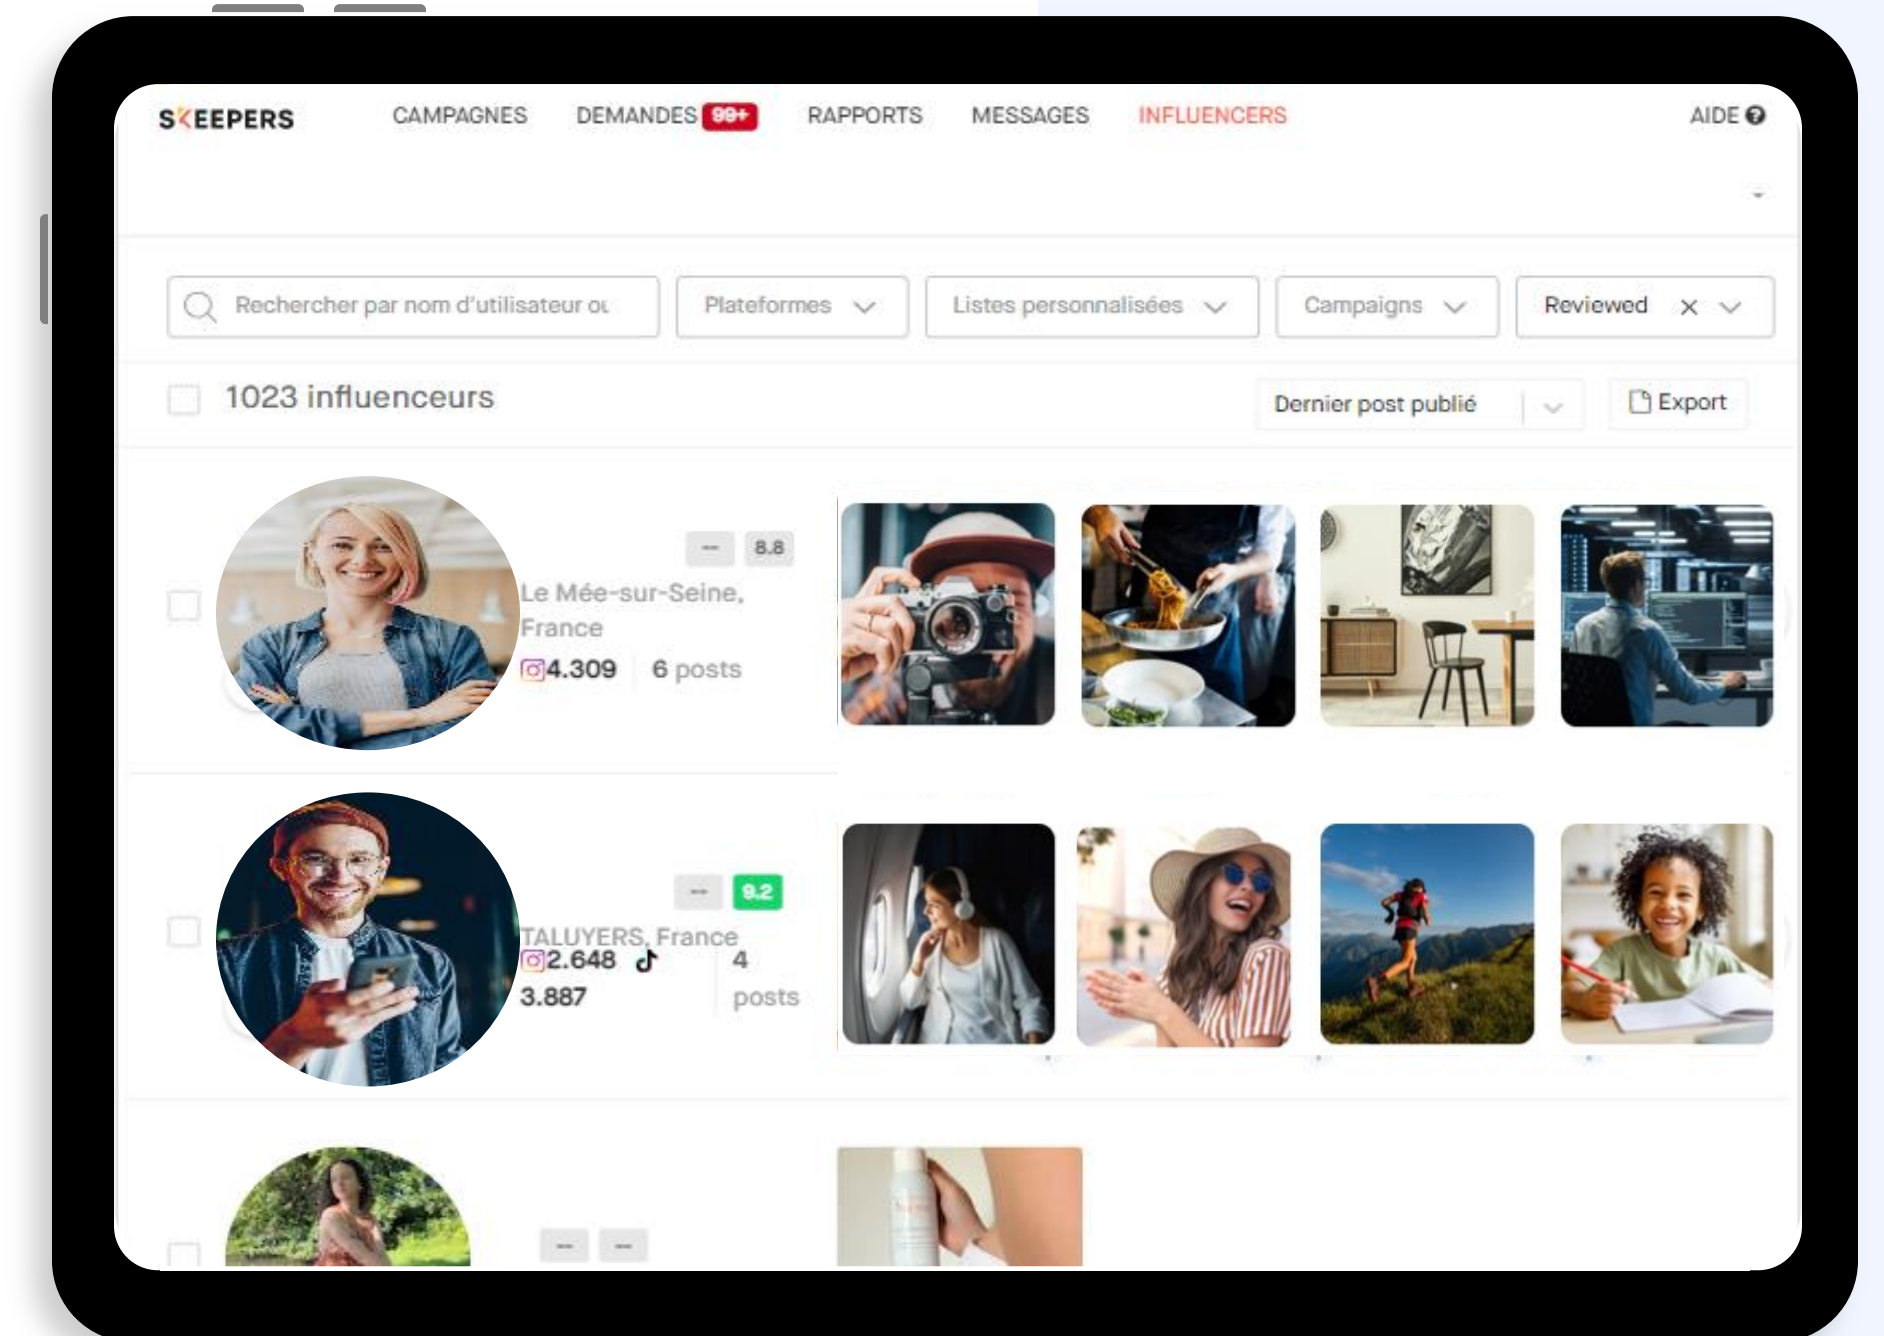 SKEEPERS CAMPAGNES DEMANDES 99+ RAPPORTS MESSAGES INFLUENCERS AIDE ?
Rechercher par nom d'utilisateur ou Plateformes Listes personnalisées Campaigns Reviewed
1023 influenceurs Dernier post publié Export
-- 8.8
Le Mée-sur-Seine,
France
4.309 6 posts
-- 9.2
TALUYERS, France
2.648 4
3.887 posts
-- --